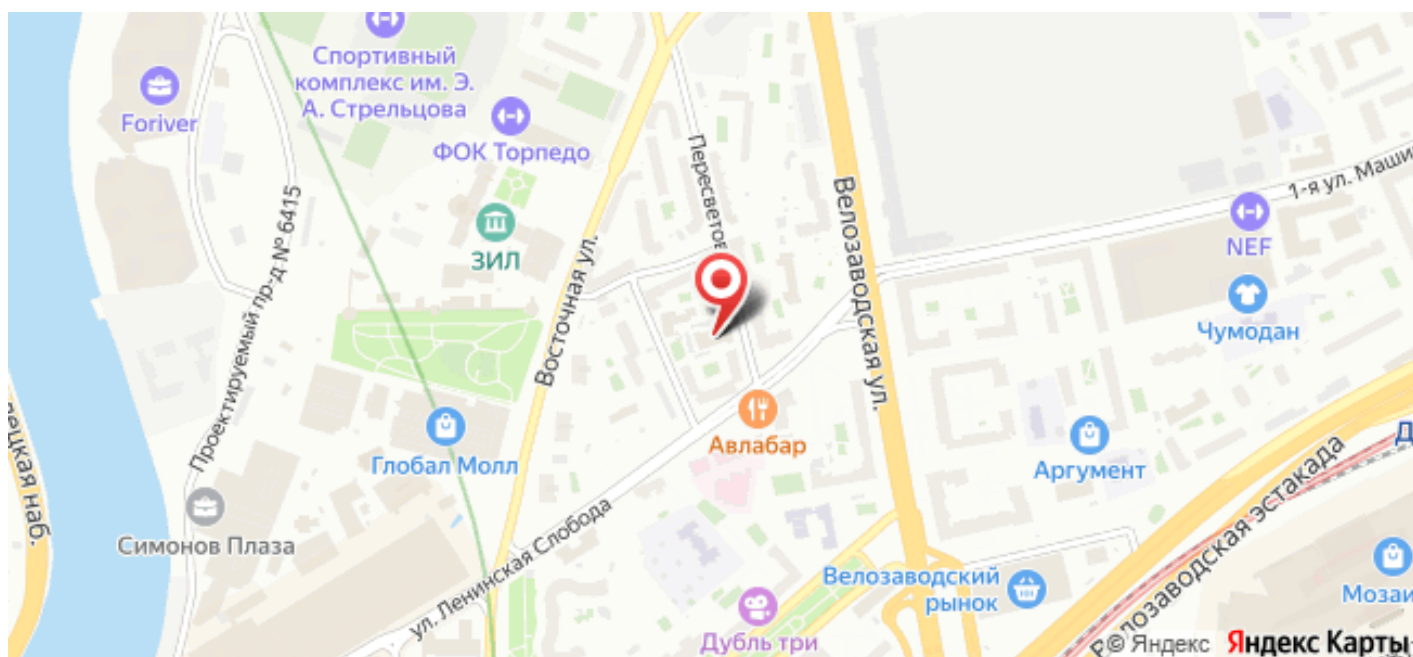 Спортивный
комплекс им. Э.
А. Стрельцова
Foriver
ФОК Торпедо
Пересветов
1-я ул. Маши
Велозаводская ул.
NEF
ЗИЛ
Проектируемый пр-д № 6415
Восточная ул.
Чумодан
Авлабар
Глобал Молл
Аргумент
Д
ецкая наб.
Симонов Плаза
ул. Ленинская Слобода
Велозаводская эстакада
Велозаводский
рынок
Мозаи
Дубль три
© Яндекс Яндекс Карты